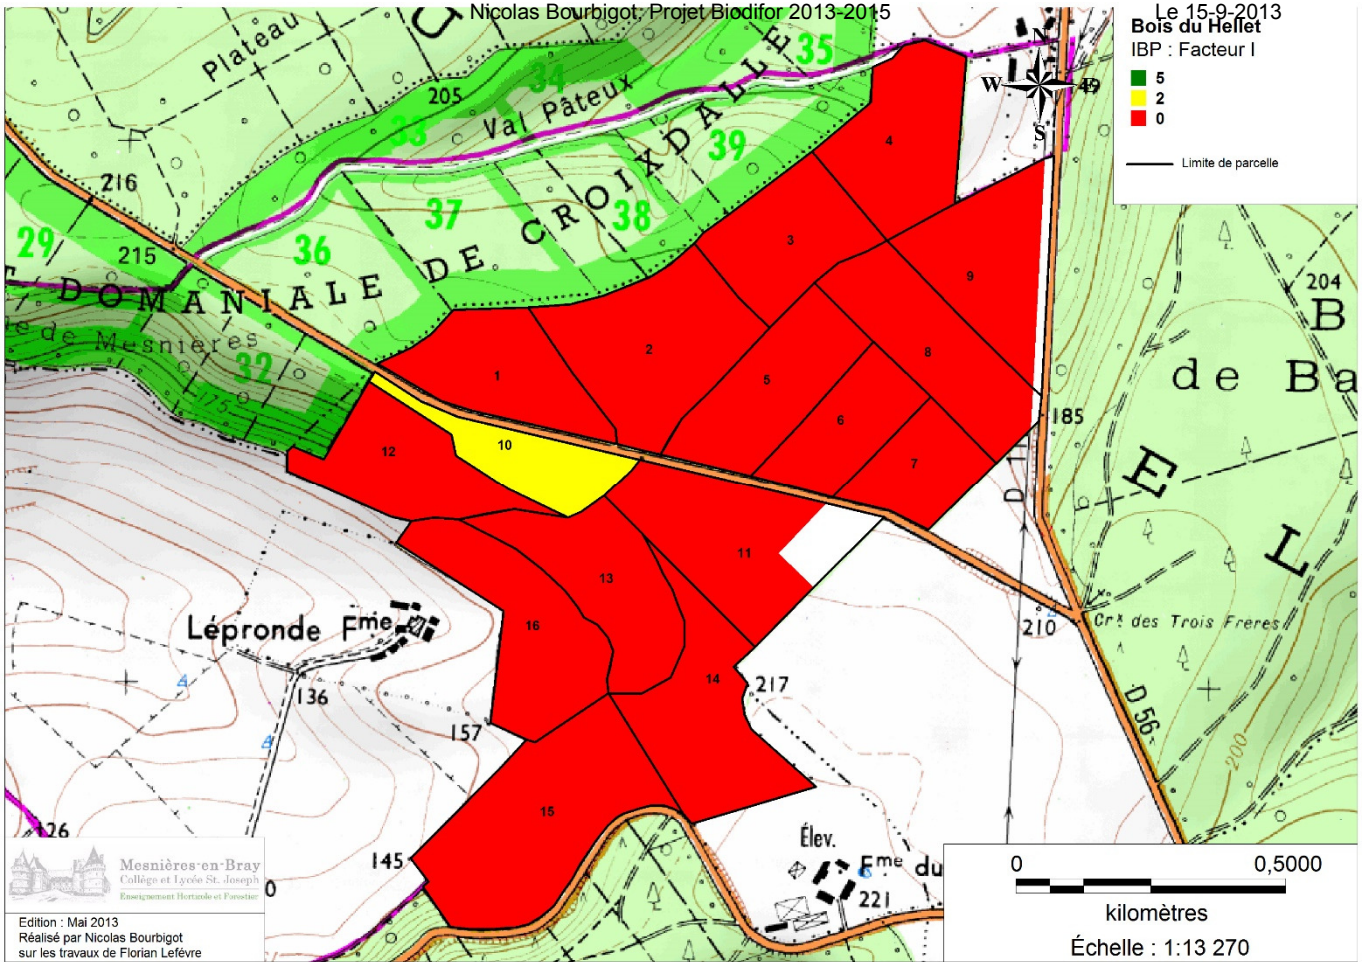 Nicolas Bourbigot; Projet Biodifor 2013-2015
Le 15-9-2013
Bois du Hellet
IBP : Facteur I
5
2
0
Limite de parcelle
N
W
E
S
49
Plateau
205
34
35
33
Val Pâteux
216
29
215
36
37
38
39
DOMANIALE DE CROIXDALLE
de Mesnières
32
175
204
B
de Ba
E
L
185
D
4
3
9
2
8
1
5
6
7
10
12
11
13
16
14
15
Lépronde Fme
136
157
217
210
Crx des Trois Frères
D 56
200
126
145
Élev.
Fme du
221
0
Mesnières-en-Bray
Collège et Lycée St. Joseph
Enseignement Horticole et Forestier
Edition : Mai 2013
Réalisé par Nicolas Bourbigot
sur les travaux de Florian Lefévre
0 0,5000
kilomètres
Échelle : 1:13 270